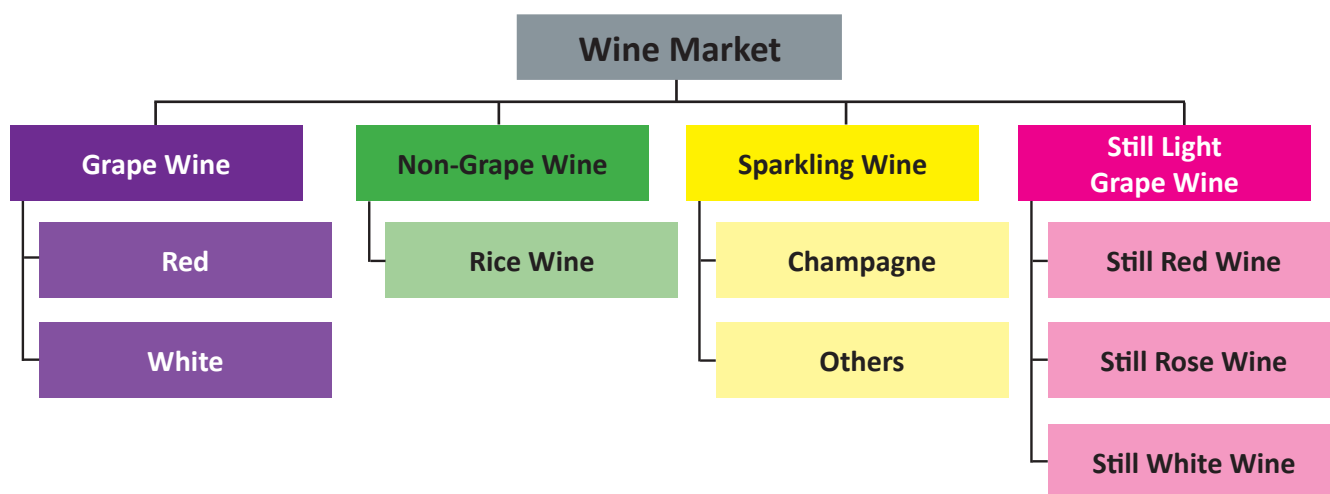 Wine Market
Grape Wine
Red
White
Non-Grape Wine
Rice Wine
Sparkling Wine
Champagne
Others
Still Light
Grape Wine
Still Red Wine
Still Rose Wine
Still White Wine